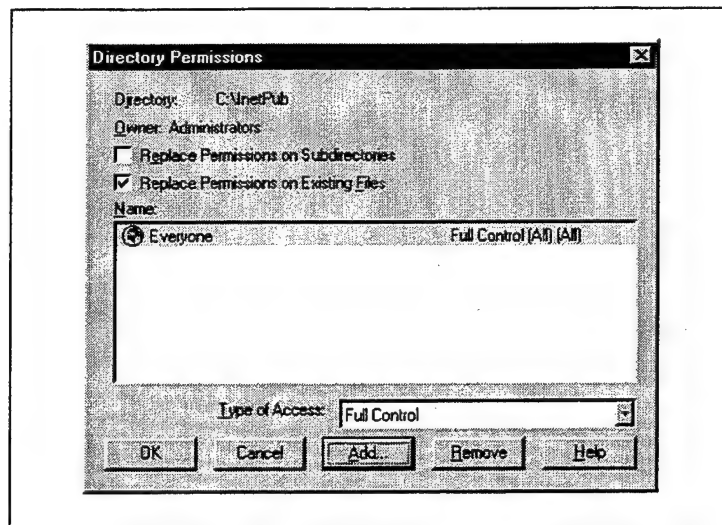 Directory Permissions
Directory: C:\InetPub
Owner: Administrators
Replace Permissions on Subdirectories
Replace Permissions on Existing Files
Name:
Everyone Full Control (All) (All)
Type of Access: Full Control
OK Cancel Add... Remove Help